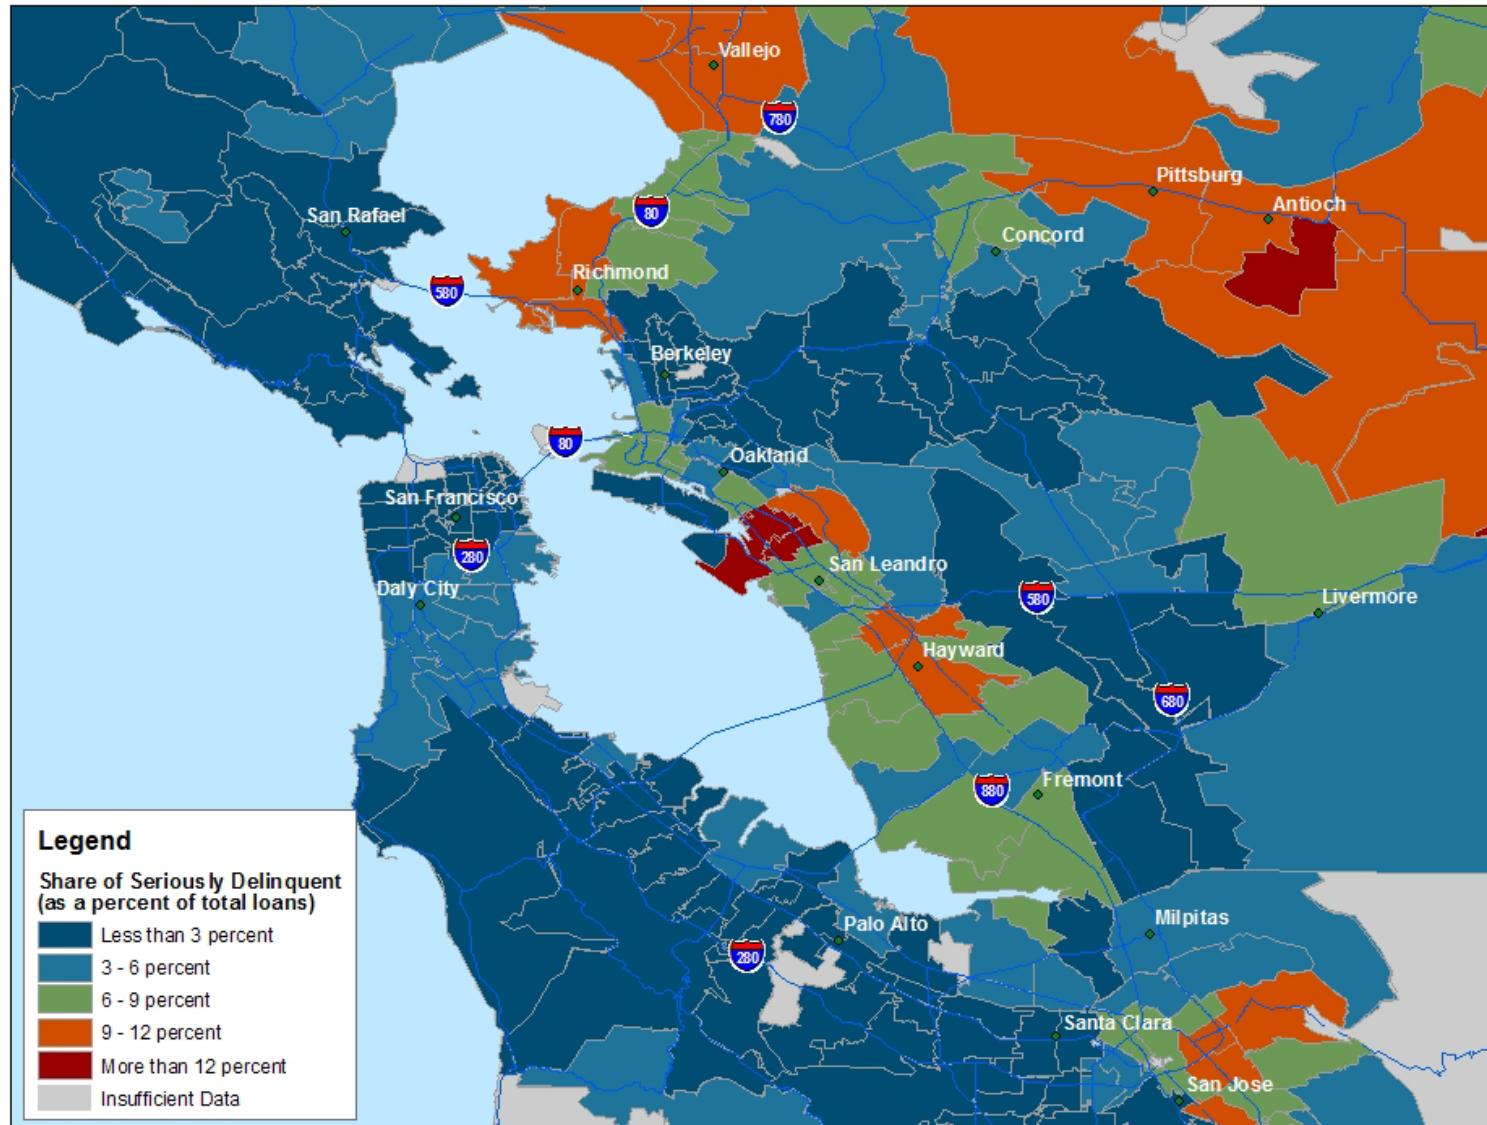 Vallejo
780
Pittsburg
Antioch
80
San Rafael
Concord
Richmond
580
Berkeley
80
Oakland
San Francisco
280
San Leandro
Daly City
580
Livermore
Hayward
680
Fremont
880
Legend
Share of Seriously Delinquent
(as a percent of total loans)
Less than 3 percent
3 - 6 percent
6 - 9 percent
9 - 12 percent
More than 12 percent
Insufficient Data
Palo Alto
Milpitas
280
Santa Clara
San Jose